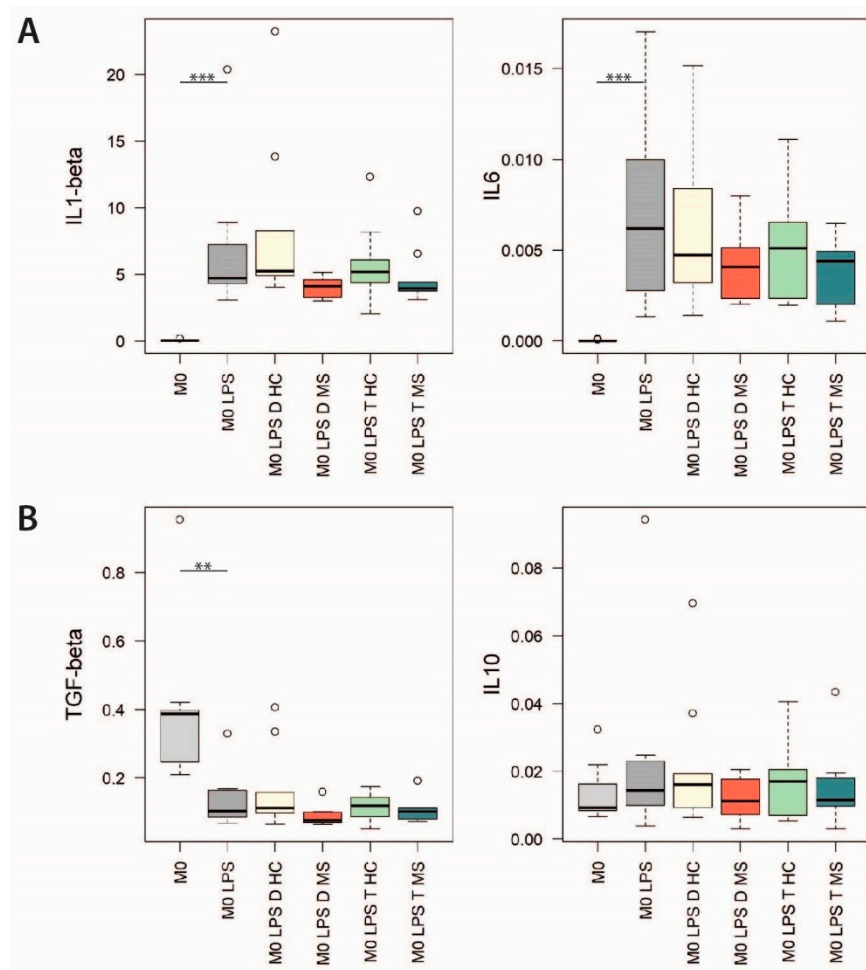 A
IL1-beta
20
15
10
5
0
***
M0
M0 LPS
M0 LPS D HC
M0 LPS D MS
M0 LPS T HC
M0 LPS T MS
IL6
0.015
0.010
0.005
0.000
***
M0
M0 LPS
M0 LPS D HC
M0 LPS D MS
M0 LPS T HC
M0 LPS T MS
B
TGF-beta
0.8
0.6
0.4
0.2
**
M0
M0 LPS
M0 LPS D HC
M0 LPS D MS
M0 LPS T HC
M0 LPS T MS
IL10
0.08
0.06
0.04
0.02
0.00
M0
M0 LPS
M0 LPS D HC
M0 LPS D MS
M0 LPS T HC
M0 LPS T MS